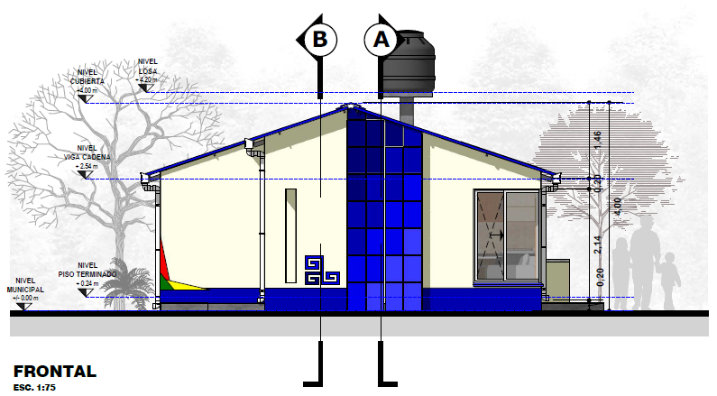 B
A
NIVEL
LOSA
+ 4.20 m
NIVEL
CUBIERTA
+4.00 m
NIVEL
VIGA CADENA
+ 2.54 m
NIVEL
PISO TERMINADO
+ 0.24 m
NIVEL
MUNICIPAL
+/- 0.00 m
1.46
0.20
2.14
0.20
4.00
FRONTAL
ESC. 1:75